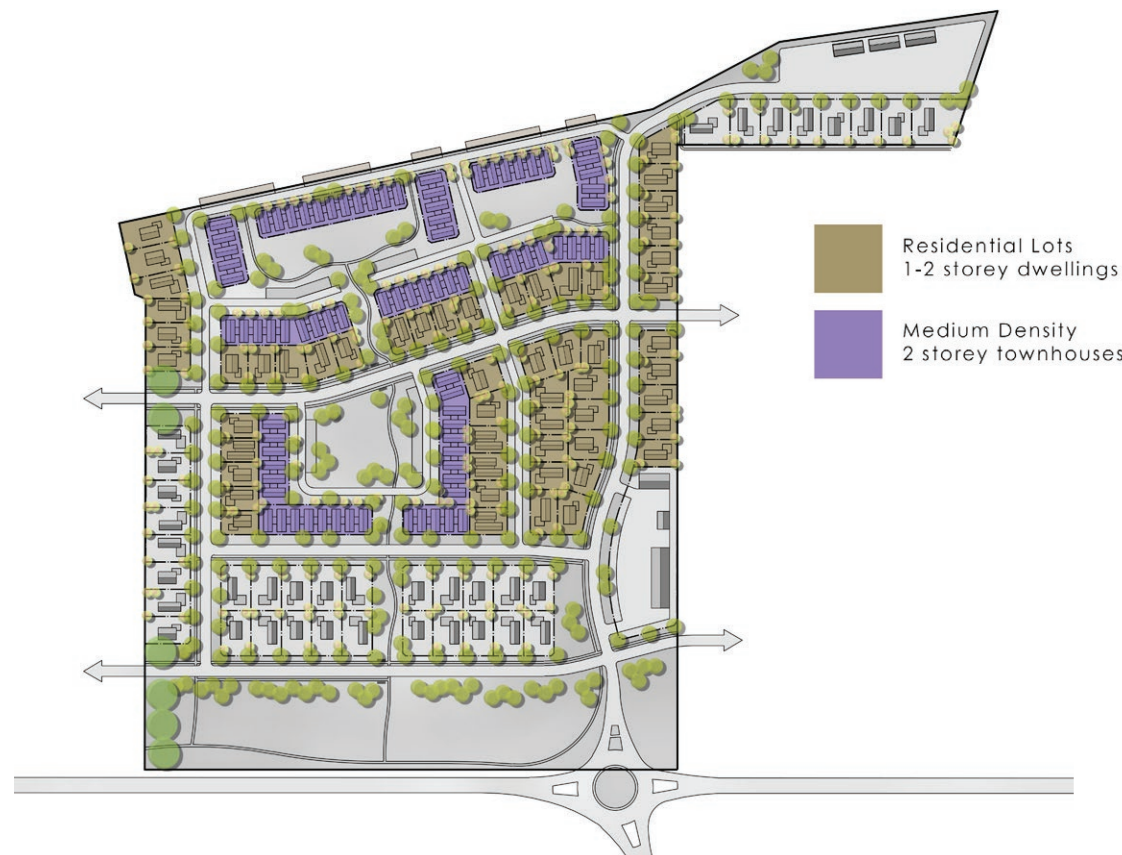 Residential Lots
1-2 storey dwellings
Medium Density
2 storey townhouses